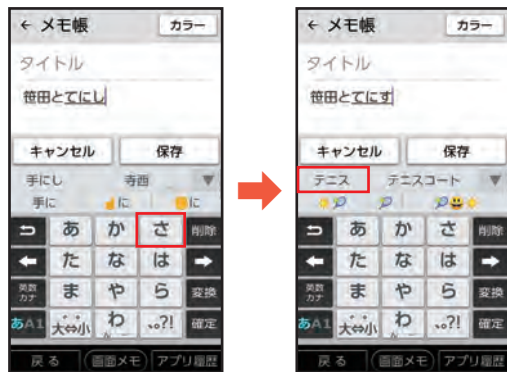 ← メモ帳 カラー
タイトル
笹田とてにし
キャンセル 保存
手にし 寺西 ▼
手に 👍に ✊に
あ か さ 削除
← た な は →
英数カナ ま や ら 変換
あA1 大⇔小 わ 、。?! 確定
戻る 画面メモ アプリ履歴
← メモ帳 カラー
タイトル
笹田とてにす
キャンセル 保存
テニス テニスコート ▼
あ か さ 削除
← た な は →
英数カナ ま や ら 変換
あA1 大⇔小 わ 、。?! 確定
戻る 画面メモ アプリ履歴